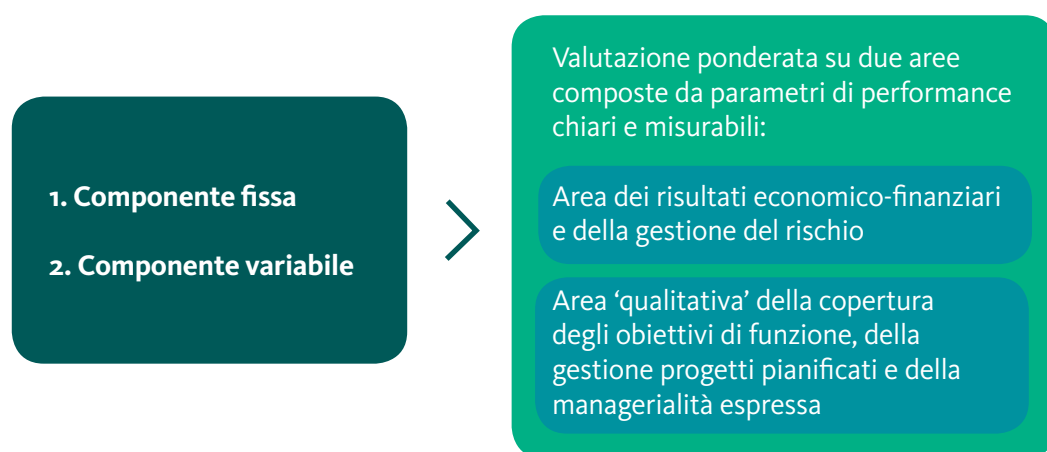 1. Componente fissa
2. Componente variabile
Valutazione ponderata su due aree
composte da parametri di performance
chiari e misurabili:
Area dei risultati economico-finanziari
e della gestione del rischio
Area ‘qualitativa’ della copertura
degli obiettivi di funzione, della
gestione progetti pianificati e della
managerialità espressa